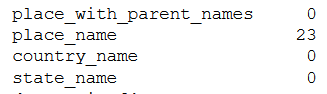 place_with_parent_names 0
place_name 23
country_name 0
state_name 0